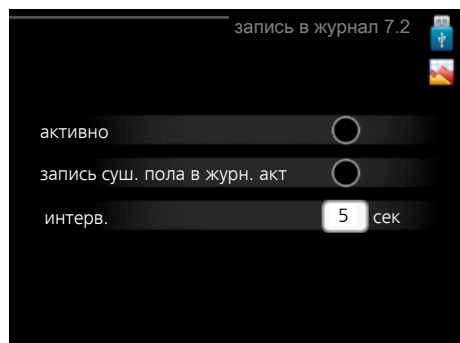 запись в журнал 7.2
активно
запись суш. пола в журн. акт
интерв. 5 сек